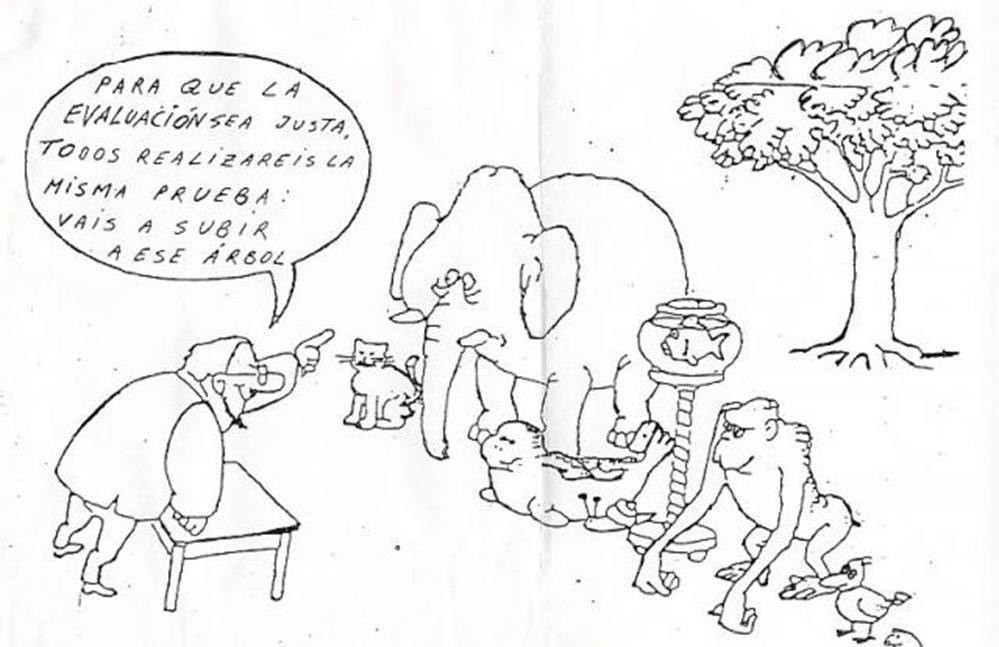 PARA QUE LA
EVALUACIÓN SEA JUSTA,
TODOS REALIZAREIS LA
MISMA PRUEBA:
VAIS A SUBIR
A ESE ÁRBOL